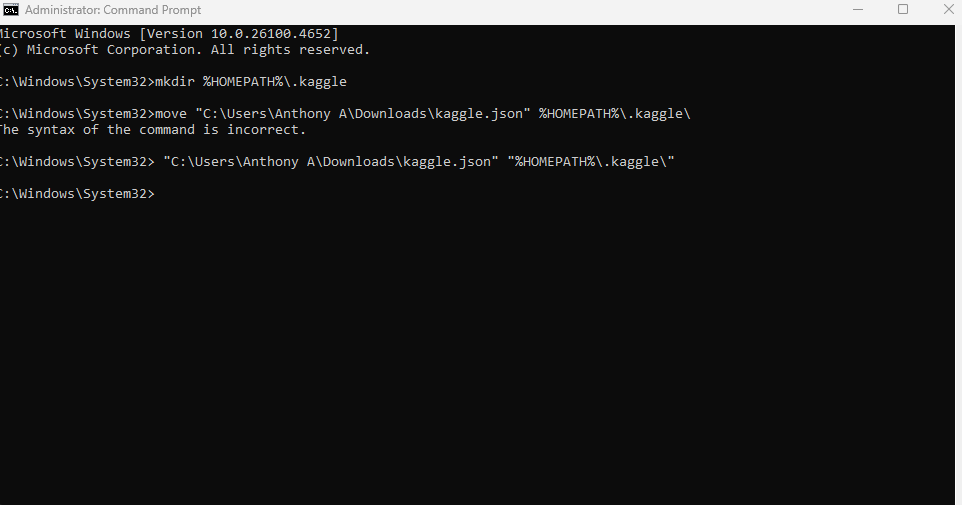 Administrator: Command Prompt
Microsoft Windows [Version 10.0.26100.4652]
(c) Microsoft Corporation. All rights reserved.
C:\Windows\System32>mkdir %HOMEPATH%\.kaggle
C:\Windows\System32>move "C:\Users\Anthony A\Downloads\kaggle.json" %HOMEPATH%\.kaggle\
The syntax of the command is incorrect.
C:\Windows\System32> "C:\Users\Anthony A\Downloads\kaggle.json" "%HOMEPATH%\.kaggle\"
C:\Windows\System32>